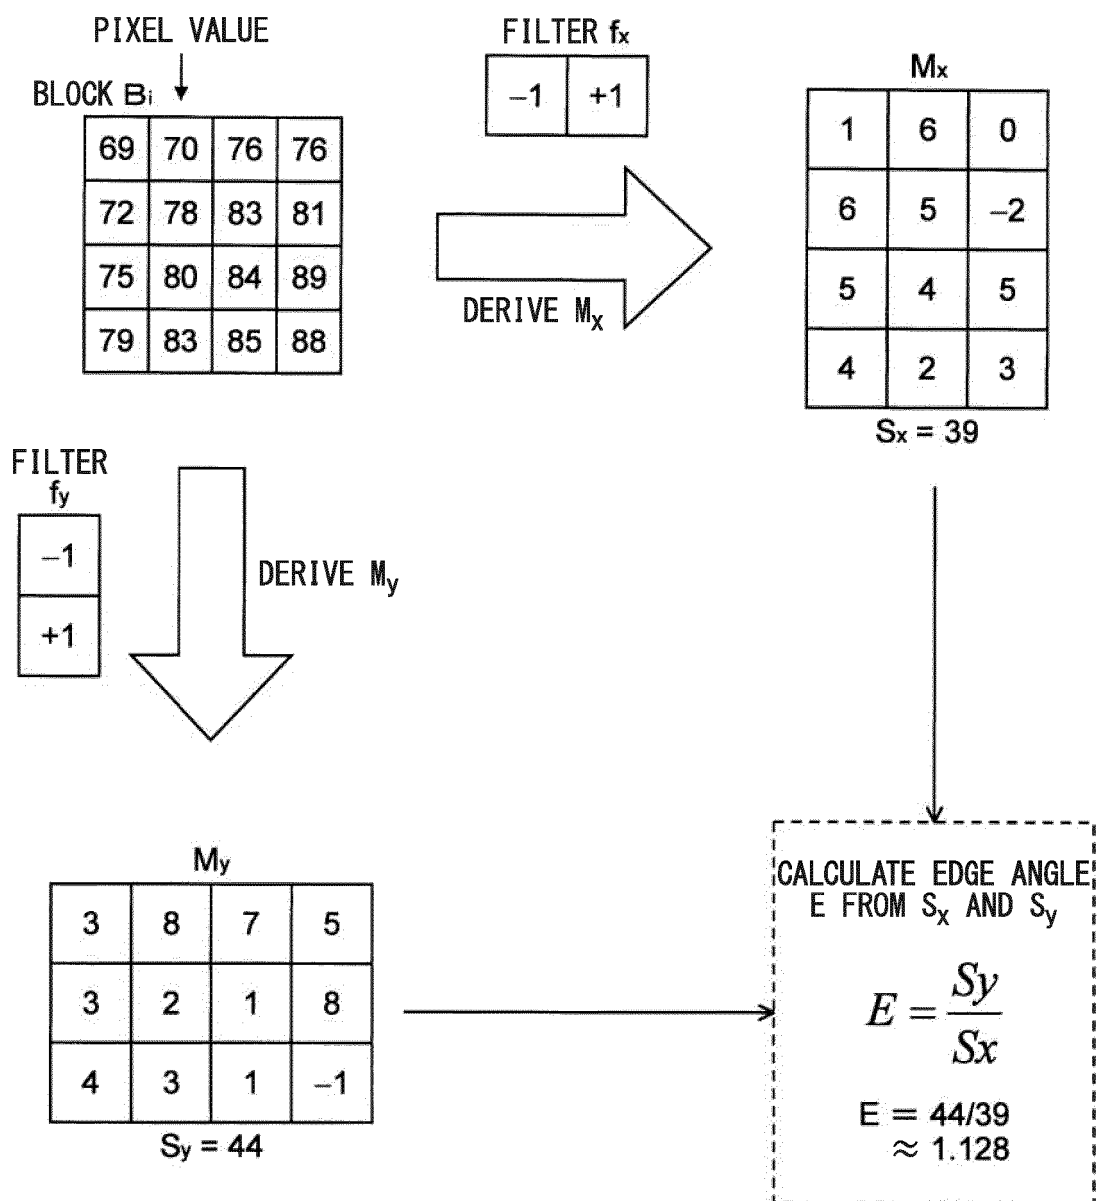 PIXEL VALUE
BLOCK Bi
69 70 76 76
72 78 83 81
75 80 84 89
79 83 85 88
FILTER fx
−1 +1
DERIVE Mx
Mx
1 6 0
6 5 −2
5 4 5
4 2 3
Sx = 39
FILTER
fy
−1
+1
DERIVE My
My
3 8 7 5
3 2 1 8
4 3 1 −1
Sy = 44
CALCULATE EDGE ANGLE
E FROM Sx AND Sy
E = Sy
Sx
E = 44/39
≈ 1.128